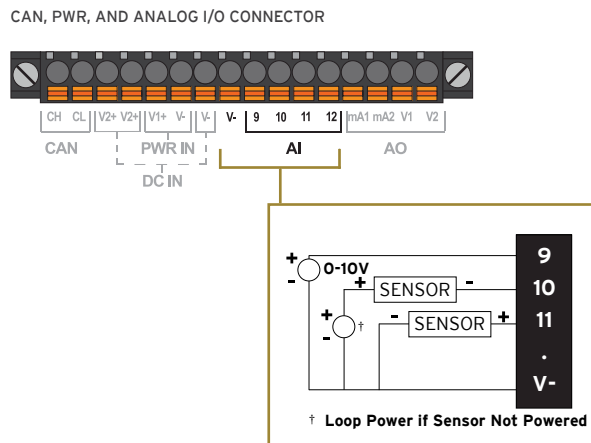 CAN, PWR, AND ANALOG I/O CONNECTOR
CH CL V2+ V2+ V1+ V- V- V- 9 10 11 12 mA1 mA2 V1 V2
CAN PWR IN AI AO
DC IN
+ 9
- 0-10V
+ SENSOR - 10
+ - SENSOR + 11
- †
.
V-
† Loop Power if Sensor Not Powered